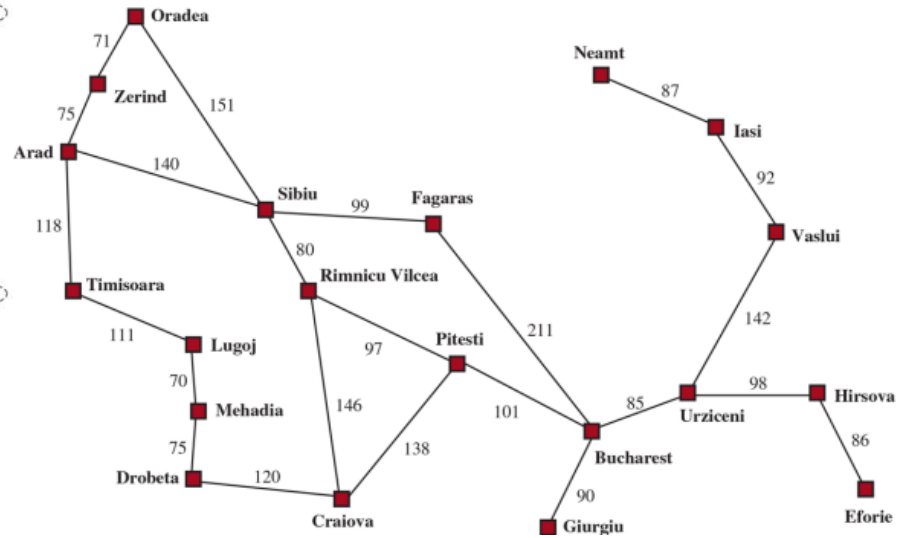 Oradea
71
Neamt
Zerind
87
151
75
Iasi
Arad
140
92
Sibiu
Fagaras
99
118
Vaslui
80
Rimnicu Vilcea
Timisoara
142
211
111
Pitesti
Lugoj
97
70
98
Hirsova
146
85
Mehadia
101
Urziceni
86
75
138
Bucharest
Drobeta
120
90
Eforie
Craiova
Giurgiu